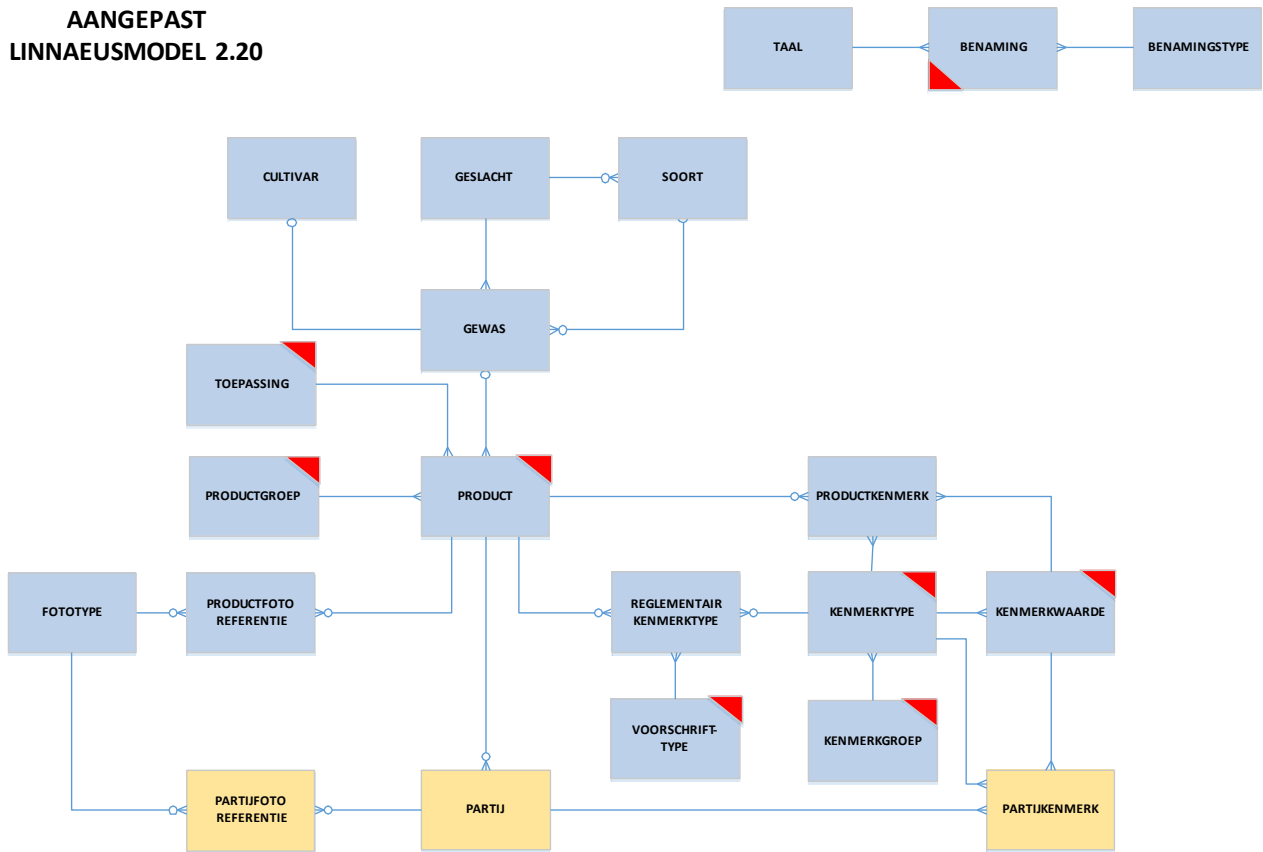 AANGEPAST
LINNAEUSMODEL 2.20
TAAL
BENAMING
BENAMINGSTYPE
CULTIVAR
GESLACHT
SOORT
GEWAS
TOEPASSING
PRODUCTGROEP
PRODUCT
PRODUCTKENMERK
FOTOTYPE
PRODUCTFOTO
REFERENTIE
REGLEMENTAIR
KENMERKTYPE
KENMERKTYPE
KENMERKWAARDE
VOORSCHRIFT-
TYPE
KENMERKGROEP
PARTIJFOTO
REFERENTIE
PARTIJ
PARTIJKENMERK